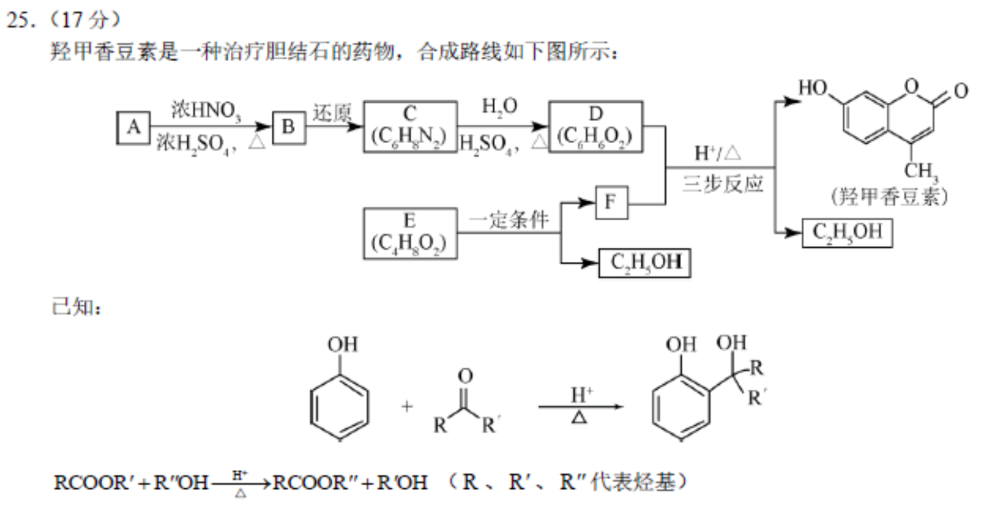 25.（17 分）
羟甲香豆素是一种治疗胆结石的药物，合成路线如下图所示：
A 浓HNO₃ 浓H₂SO₄，△ B 还原 C (C₆H₈N₂) H₂O H₂SO₄，△ D (C₆H₆O₂)
H⁺/△ 三步反应
HO O O CH₃
(羟甲香豆素)
E (C₄H₈O₂) 一定条件 F
C₂H₅OH
C₂H₅OH
已知：
OH + O R R′ H⁺ △ OH OH R R′
RCOOR′+R″OH H⁺ △ RCOOR″+R′OH （R、R′、R″代表烃基）